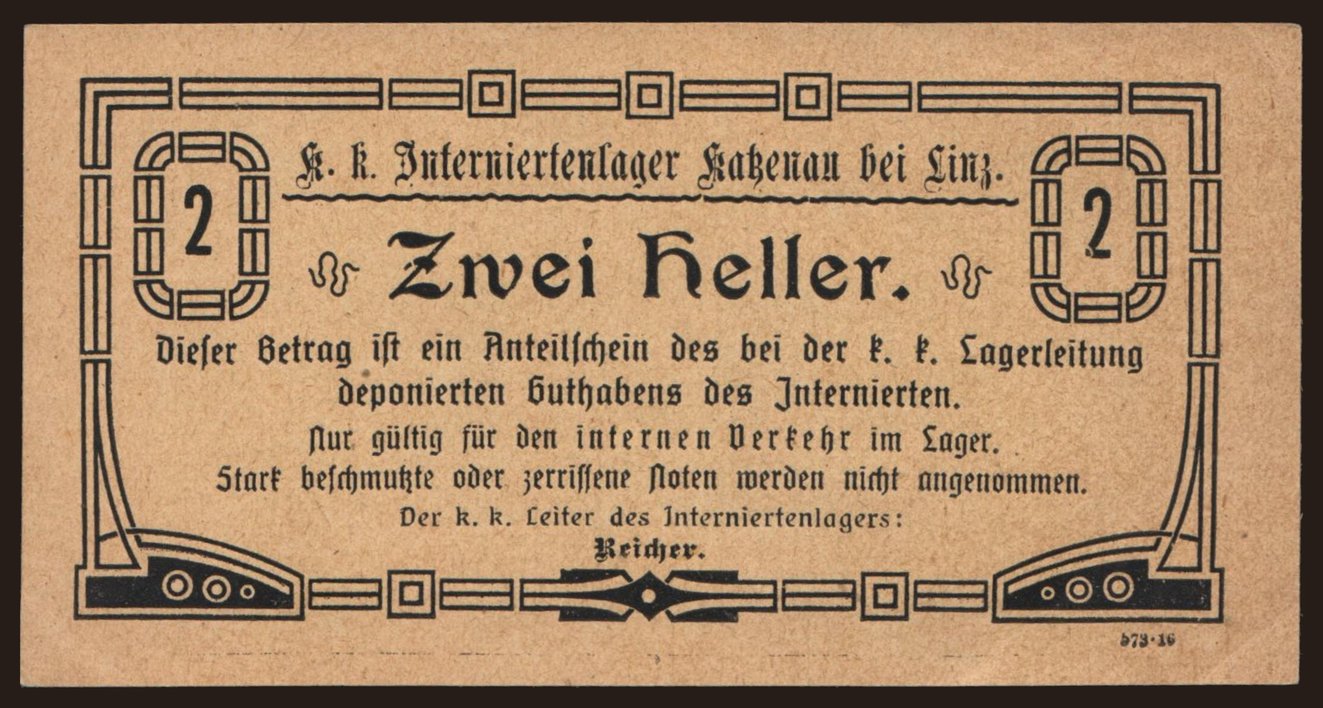 K. k. Interniertenlager Katzenau bei Linz.
2
2
Zwei Heller.
Dieser Betrag ist ein Anteilschein des bei der k. k. Lagerleitung
deponierten Guthabens des Internierten.
Nur gültig für den internen Verkehr im Lager.
Stark beschmutzte oder zerrissene Noten werden nicht angenommen.
Der k. k. Leiter des Interniertenlagers:
Reicher.
573·16